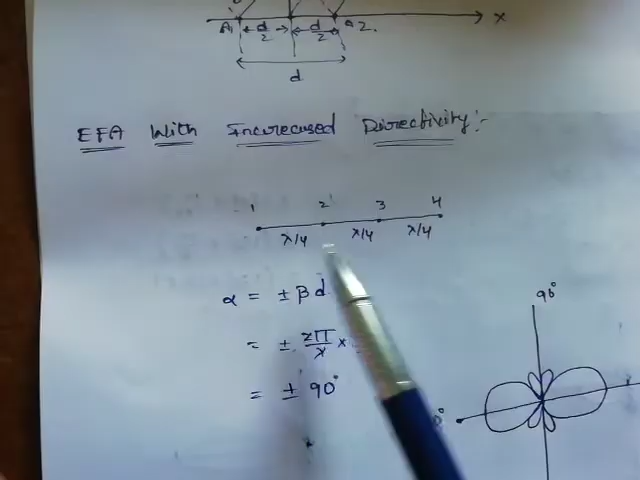 x
A1 d/2 d/2 A2
d
EFA With Increased Directivity:-
1 2 3 4
λ/4 λ/4 λ/4
α = ± βd
= ± 2π/λ ×
= ± 90°
90°